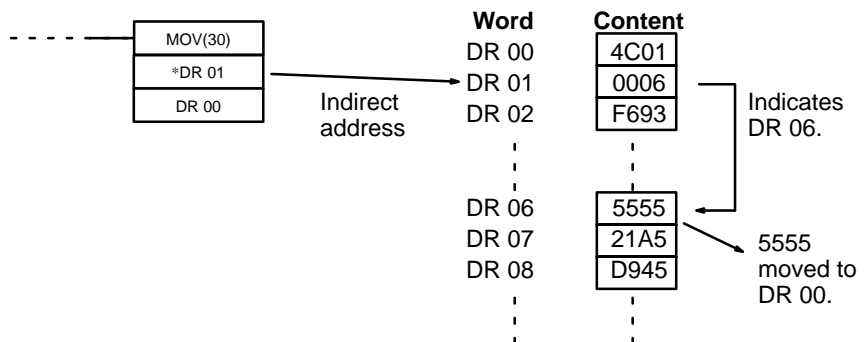 Word Content
MOV(30)
*DR 01
DR 00
Indirect
address
DR 00 4C01
DR 01 0006
DR 02 F693
Indicates
DR 06.
DR 06 5555
DR 07 21A5
DR 08 D945
5555
moved to
DR 00.